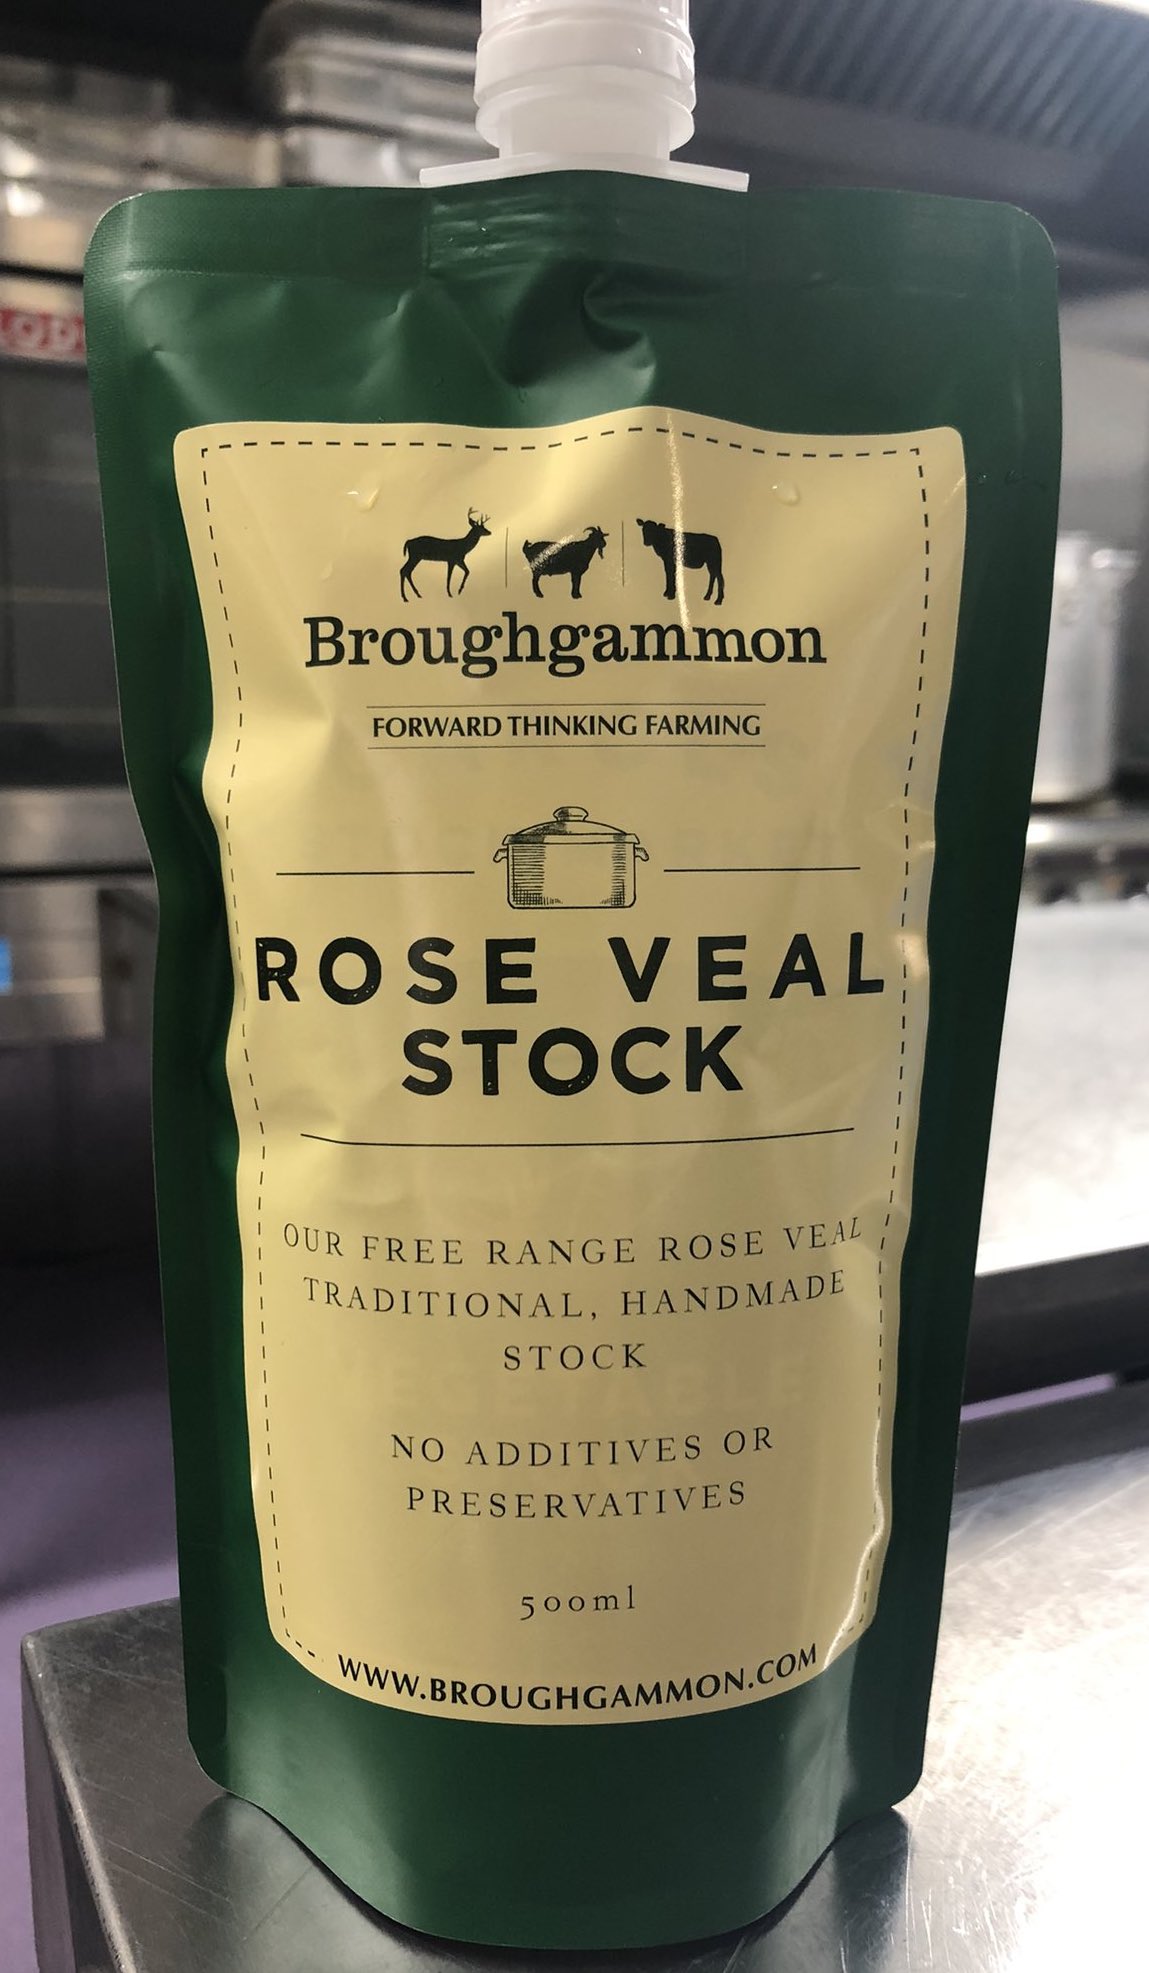 Broughgammon
FORWARD THINKING FARMING
ROSE VEAL
STOCK
OUR FREE RANGE ROSE VEAL
TRADITIONAL, HANDMADE
STOCK
NO ADDITIVES OR
PRESERVATIVES
500ml
WWW.BROUGHGAMMON.COM